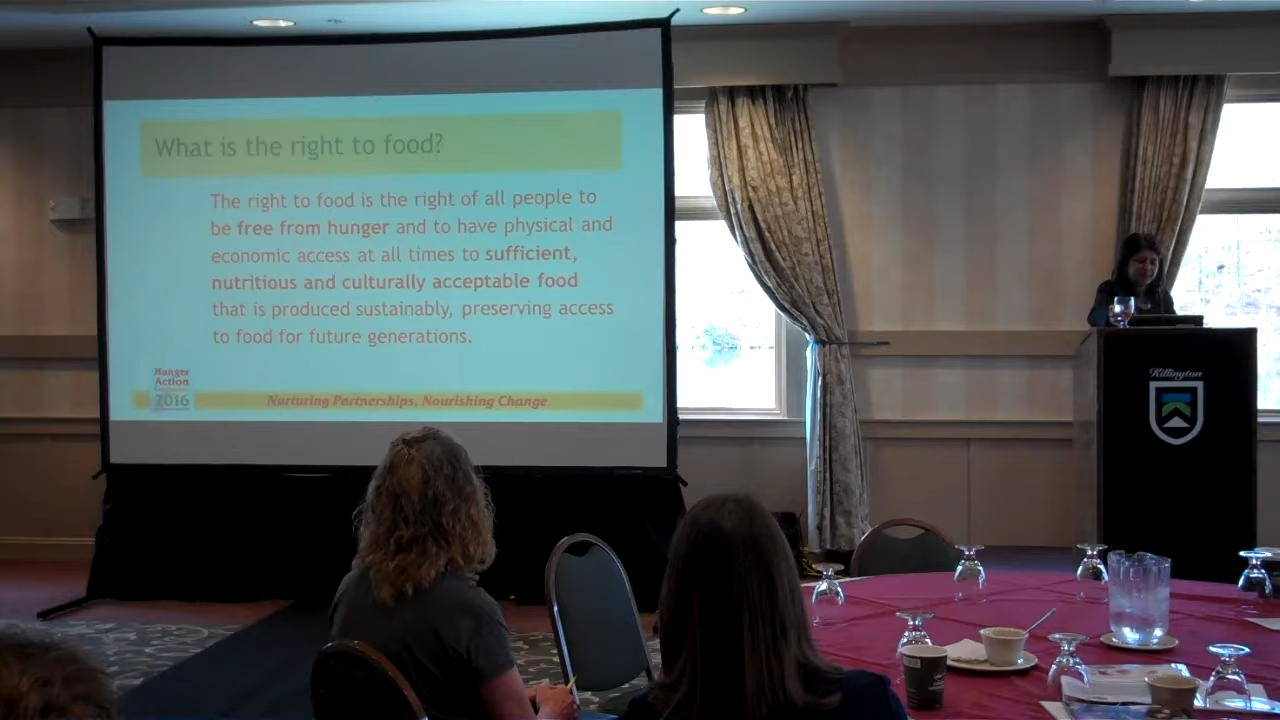 What is the right to food?
The right to food is the right of all people to
be free from hunger and to have physical and
economic access at all times to sufficient,
nutritious and culturally acceptable food
that is produced sustainably, preserving access
to food for future generations.
Hunger
Action
2016
Nurturing Partnerships, Nourishing Change
Killington